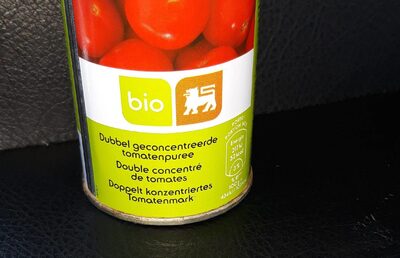 bio
Dubbel geconcentreerde
tomatenpuree
Double concentré
de tomates
Doppelt konzentriertes
Tomatenmark